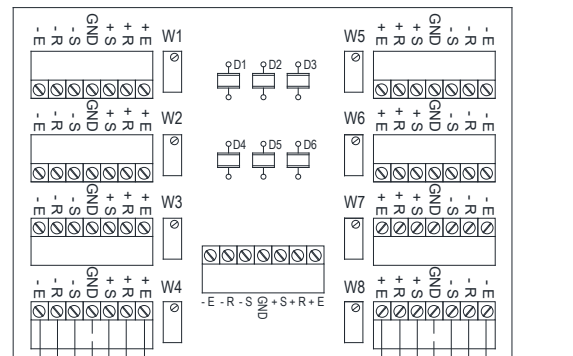 - E - R - S GND + S + R + E W1
W5 + E + R + S GND - S - R - E
D1 D2 D3
- E - R - S GND + S + R + E W2
W6 + E + R + S GND - S - R - E
D4 D5 D6
- E - R - S GND + S + R + E W3
W7 + E + R + S GND - S - R - E
- E - R - S GND + S + R + E W4
- E - R - S GND + S + R + E
W8 + E + R + S GND - S - R - E